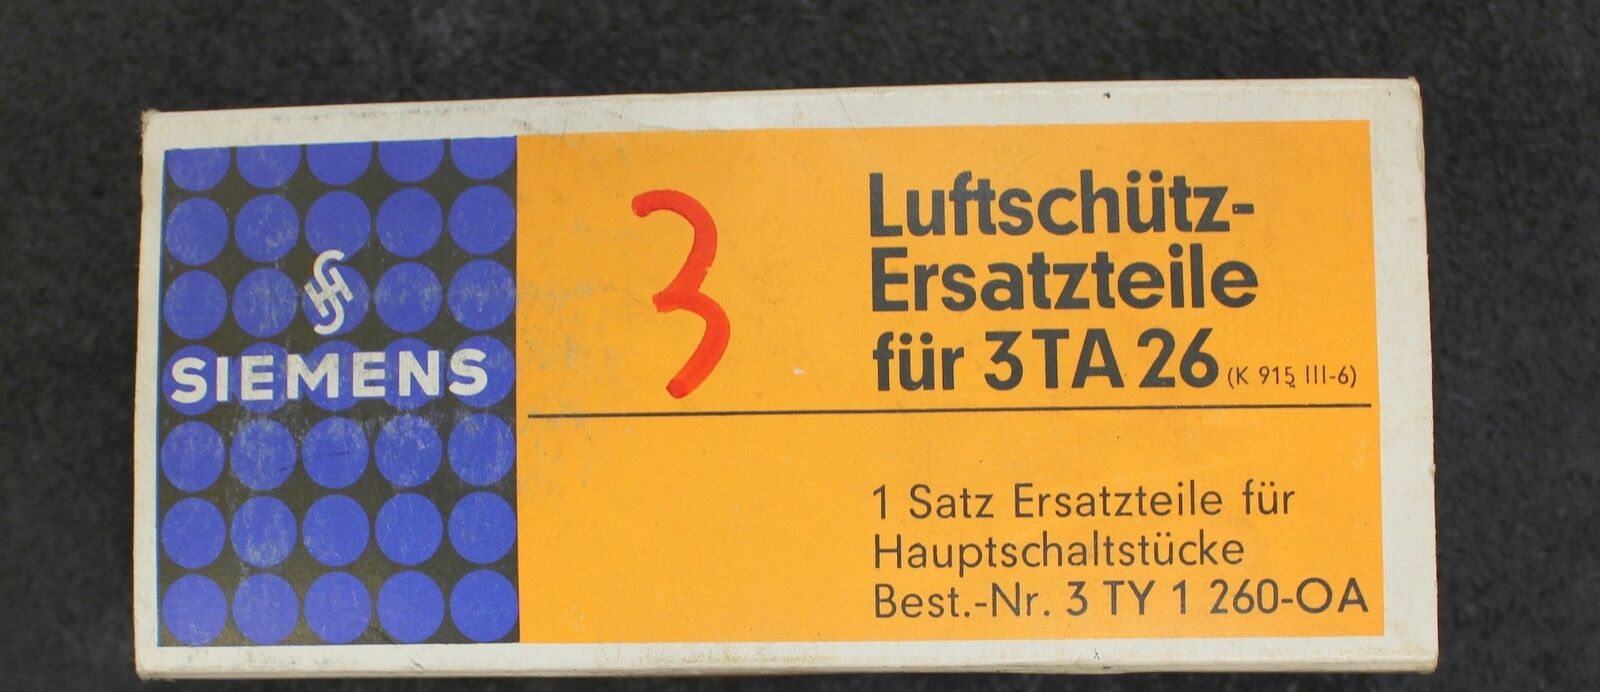 SIEMENS
3
Luftschütz-
Ersatzteile
für 3TA 26 (K 915 III-6)
1 Satz Ersatzteile für
Hauptschaltstücke
Best.-Nr. 3 TY 1 260-OA